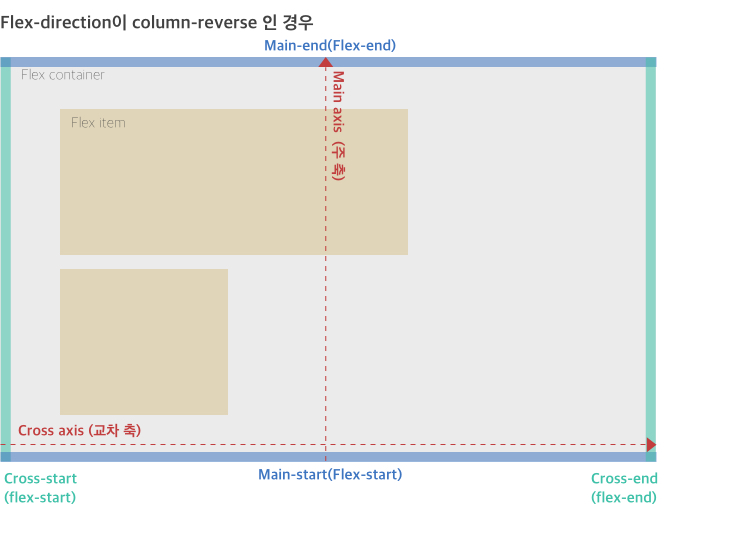 Flex-direction이 column-reverse 인 경우
Main-end(Flex-end)
Flex container
Main axis (주 축)
Flex item
Cross axis (교차 축)
Main-start(Flex-start)
Cross-start
(flex-start)
Cross-end
(flex-end)